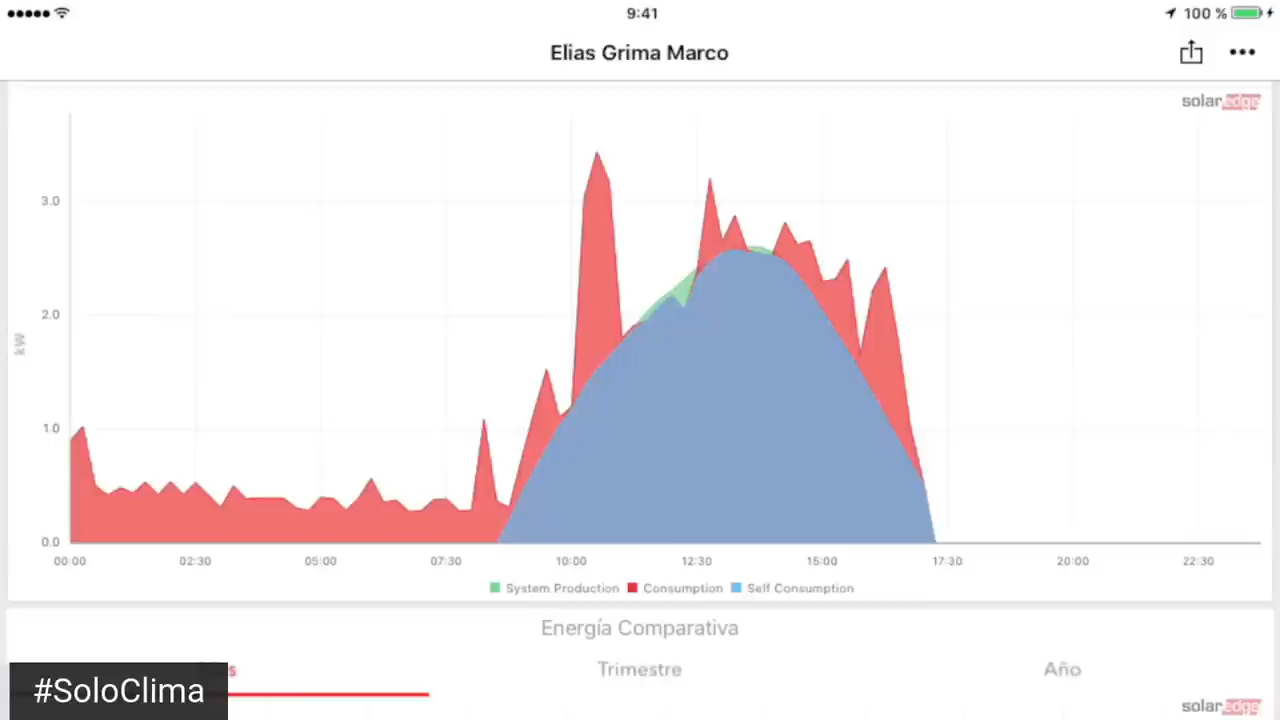 9:41
100 %
Elias Grima Marco
solaredge
3.0
2.0
kW
1.0
0.0
00:00 02:30 05:00 07:30 10:00 12:30 15:00 17:30 20:00 22:30
System Production Consumption Self Consumption
Energía Comparativa
Trimestre Año
#SoloClima
solaredge